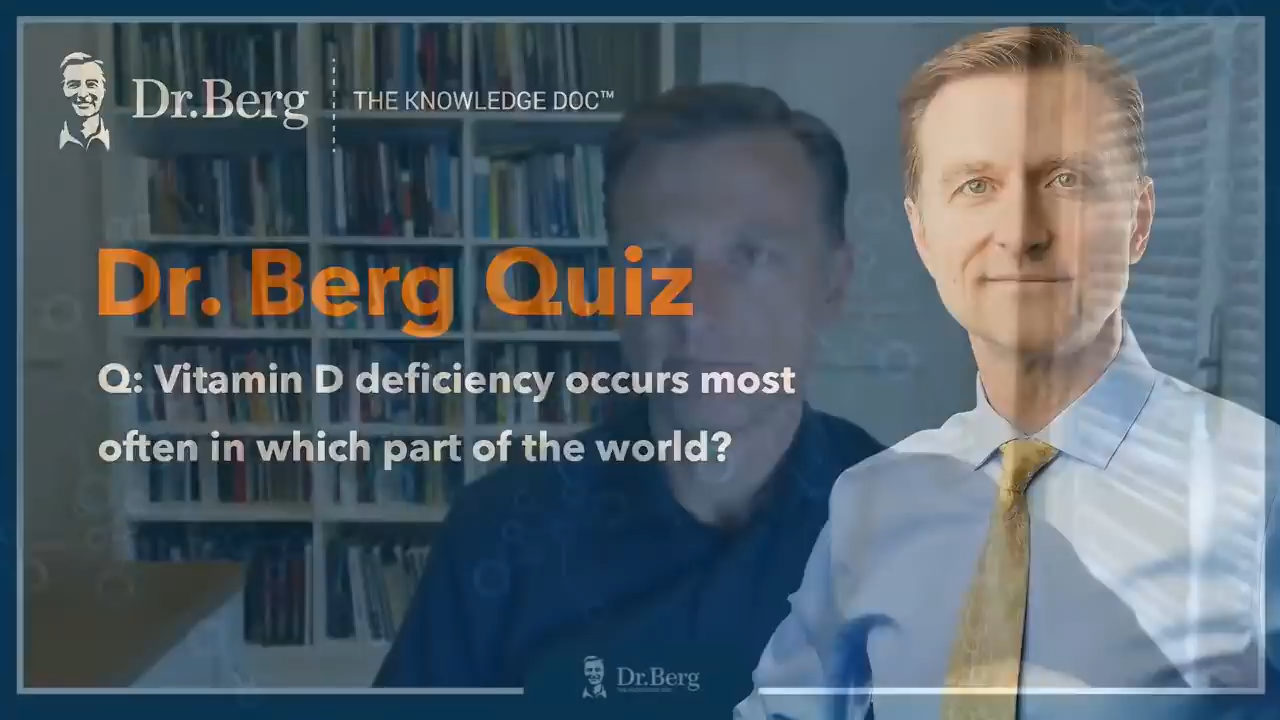 Dr.Berg
THE KNOWLEDGE DOC™
Dr. Berg Quiz
Q: Vitamin D deficiency occurs most
often in which part of the world?
Dr.Berg